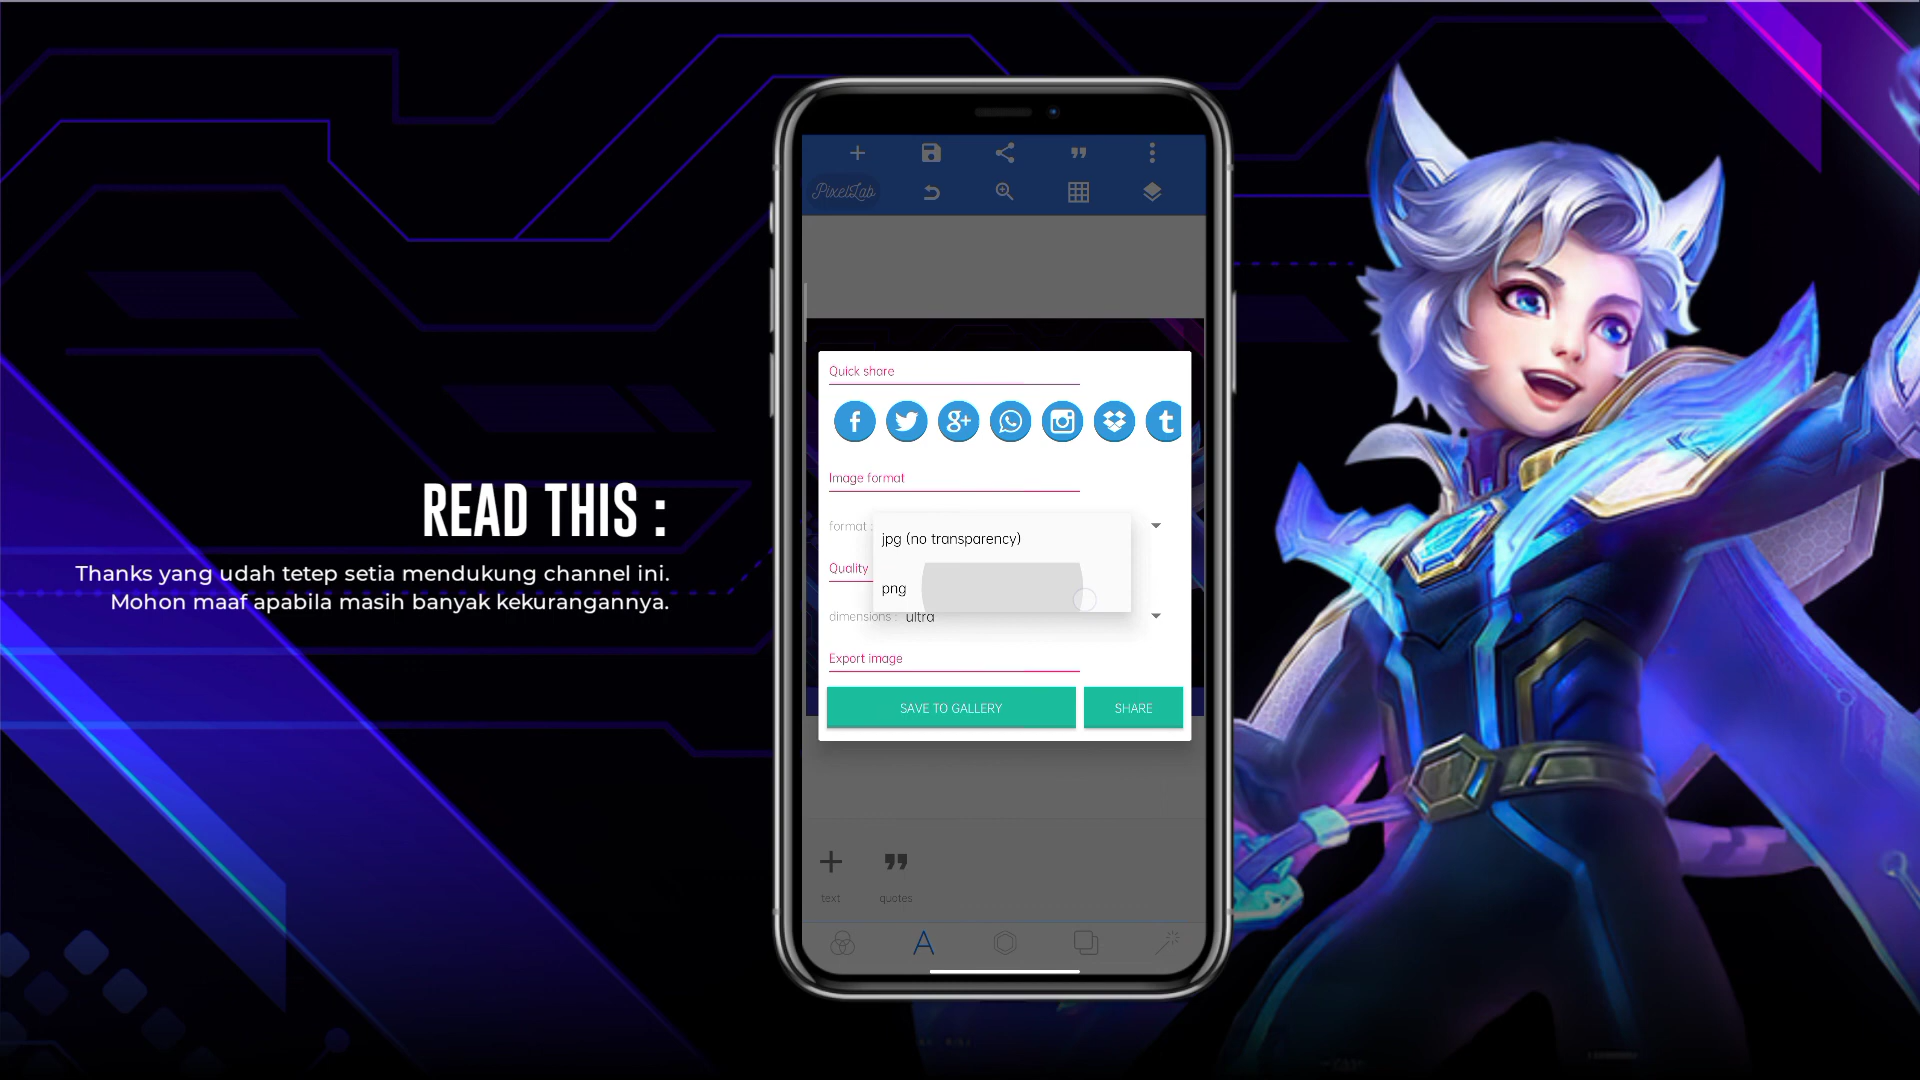 PixelLab
Quick share
Image format
format :
jpg (no transparency)
Quality
png
dimensions : ultra
Export image
SAVE TO GALLERY
SHARE
text
quotes
READ THIS :
Thanks yang udah tetep setia mendukung channel ini.
Mohon maaf apabila masih banyak kekurangannya.